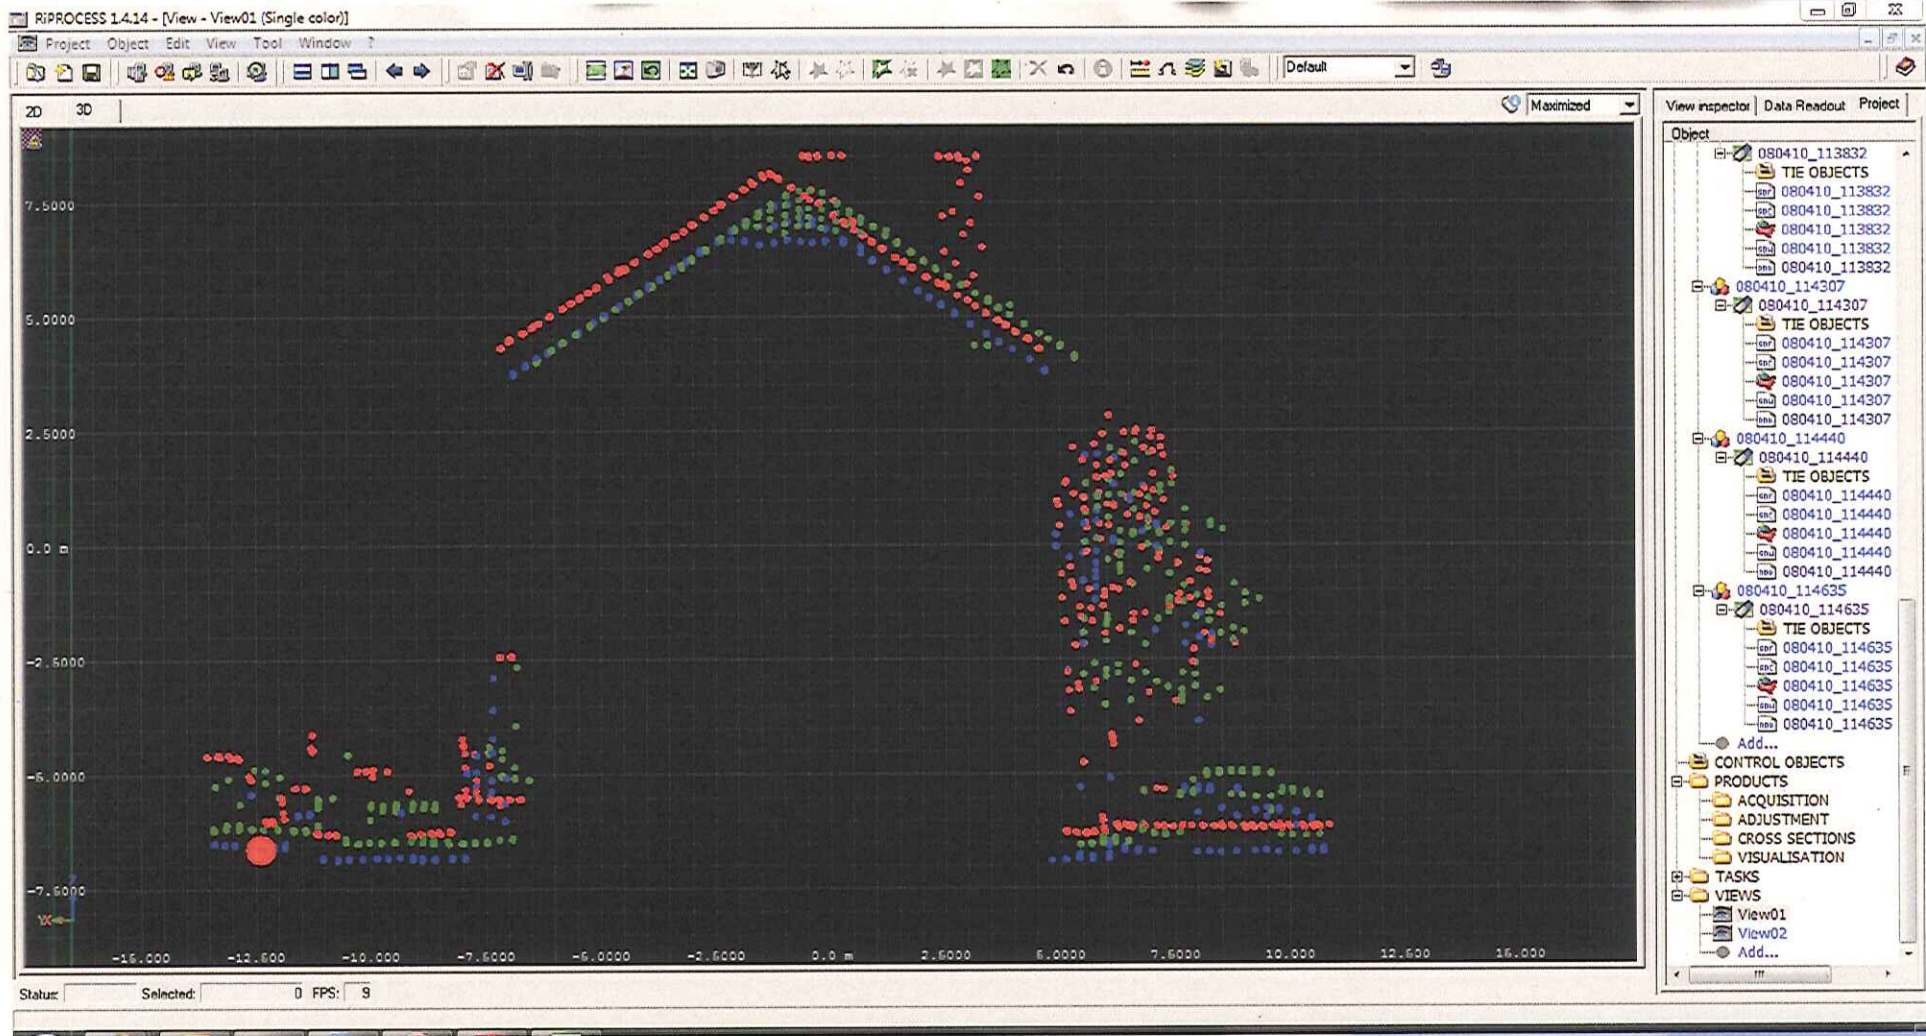 RiPROCESS 1.4.14 - [View - View01 (Single color)]
Project Object Edit View Tool Window ?
Default
2D 3D
Maximized
View inspector Data Readout Project
Object
080410_113832
TIE OBJECTS
080410_113832
080410_113832
080410_113832
080410_113832
080410_113832
080410_114307
080410_114307
TIE OBJECTS
080410_114307
080410_114307
080410_114307
080410_114307
080410_114307
080410_114440
080410_114440
TIE OBJECTS
080410_114440
080410_114440
080410_114440
080410_114440
080410_114440
080410_114635
080410_114635
TIE OBJECTS
080410_114635
080410_114635
080410_114635
080410_114635
080410_114635
Add...
CONTROL OBJECTS
PRODUCTS
ACQUISITION
ADJUSTMENT
CROSS SECTIONS
VISUALISATION
TASKS
VIEWS
View01
View02
Add...
7.5000
5.0000
2.5000
0.0 m
-2.5000
-5.0000
-7.5000
Z
YX
-15.000 -12.500 -10.000 -7.5000 -5.0000 -2.5000 0.0 m 2.5000 5.0000 7.5000 10.000 12.500 15.000
Status: Selected: 0 FPS: 9